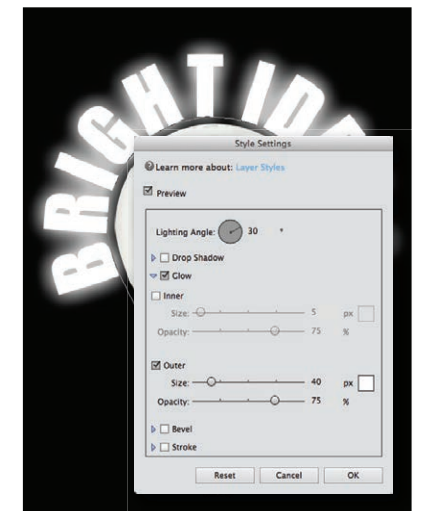 BRIGHT IDE
Style Settings
Learn more about: Layer Styles
Preview
Lighting Angle: 30 °
Drop Shadow
Glow
Inner
Size: 5 px
Opacity: 75 %
Outer
Size: 40 px
Opacity: 75 %
Bevel
Stroke
Reset Cancel OK